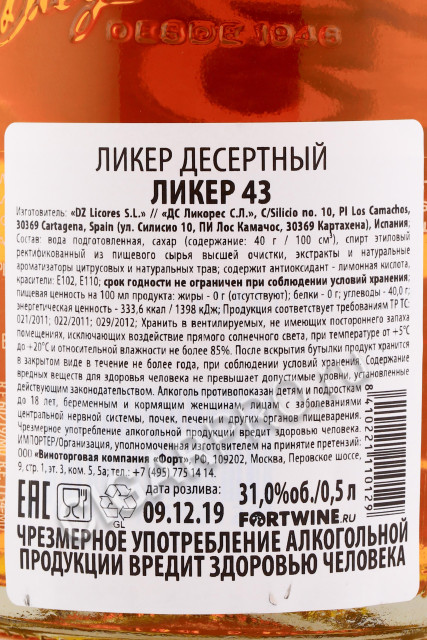 DESDE 1946
ЛИКЕР ДЕСЕРТНЫЙ
ЛИКЕР 43
Изготовитель: «DZ Licores S.L.» // «ДС Ликорес С.Л.», C/Silicio no. 10, PI Los Camachos,
30369 Cartagena, Spain (ул. Силисио 10, ПИ Лос Камачос, 30369 Картахена), Испания.
Состав: вода подготовленная, сахар (содержание: 40 г / 100 см³), спирт этиловый
ректификованный из пищевого сырья высшей очистки, экстракты и натуральные
ароматизаторы цитрусовых и натуральных трав; содержит антиоксидант - лимонная кислота,
красители: Е102, Е110; срок годности не ограничен при соблюдении условий хранения;
пищевая ценность на 100 мл продукта: жиры - 0 г (отсутствуют); белки - 0 г; углеводы - 40,0 г;
энергетическая ценность - 333,6 ккал / 1398 кДж; Продукция соответствует требованиям ТР ТС:
021/2011; 022/2011; 029/2012; Хранить в вентилируемых, не имеющих постороннего запаха
помещениях, исключающих воздействие прямого солнечного света, при температуре от +5°С
до +20°С и относительной влажности не более 85%. После вскрытия бутылки продукт хранится
в закрытом виде в течение не более года, при соблюдении условий хранения. Содержание
вредных веществ для здоровья человека не превышает допустимые уровни, установленные
действующим законодательством. Алкоголь противопоказан детям и подросткам
до 18 лет, беременным и кормящим женщинам, лицам с заболеваниями
центральной нервной системы, почек, печени и других органов пищеварения.
Чрезмерное употребление алкогольной продукции вредит здоровью человека.
ИМПОРТЕР/Организация, уполномоченная изготовителем на принятие претензий:
«Виноторговая компания «Форт», РФ, 109202, Москва, Перовское шоссе,
9, стр. 1, эт. 3, ком. 5, 5а; тел.: +7 (495) 775 14 14.
8410221110129
EAC
GL
дата розлива:
09.12.19
31,0%об./0,5 л
FORTWINE.RU
ЧРЕЗМЕРНОЕ УПОТРЕБЛЕНИЕ АЛКОГОЛЬНОЙ
ПРОДУКЦИИ ВРЕДИТ ЗДОРОВЬЮ ЧЕЛОВЕКА